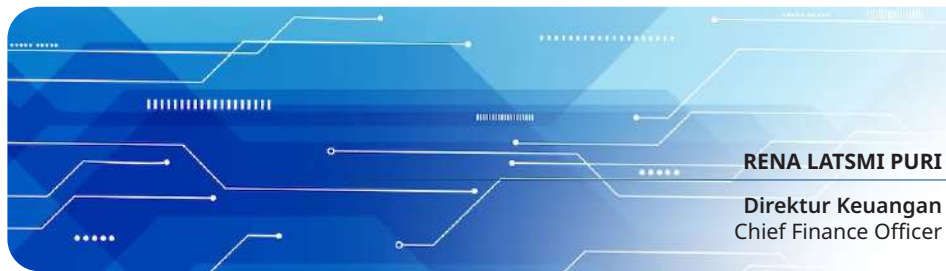 RENA LATSMI PURI
Direktur Keuangan
Chief Finance Officer